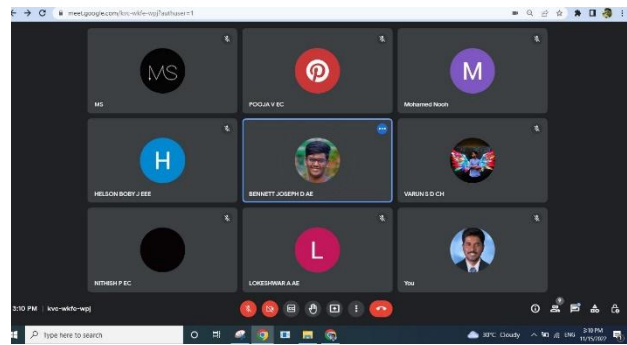 meet.google.com/kvc-wkfe-wpj?authuser=1
MS
MS
POOJA V EC
M
Mohamed Nooh
H
HELSON BOBY J EEE
BENNETT JOSEPH D AE
VARUN S D CH
NITHISH P EC
L
LOKESHWAR A AE
You
3:10 PM | kvc-wkfe-wpj
9
Type here to search
30°C Cloudy
ENG
3:10 PM
11/15/2022